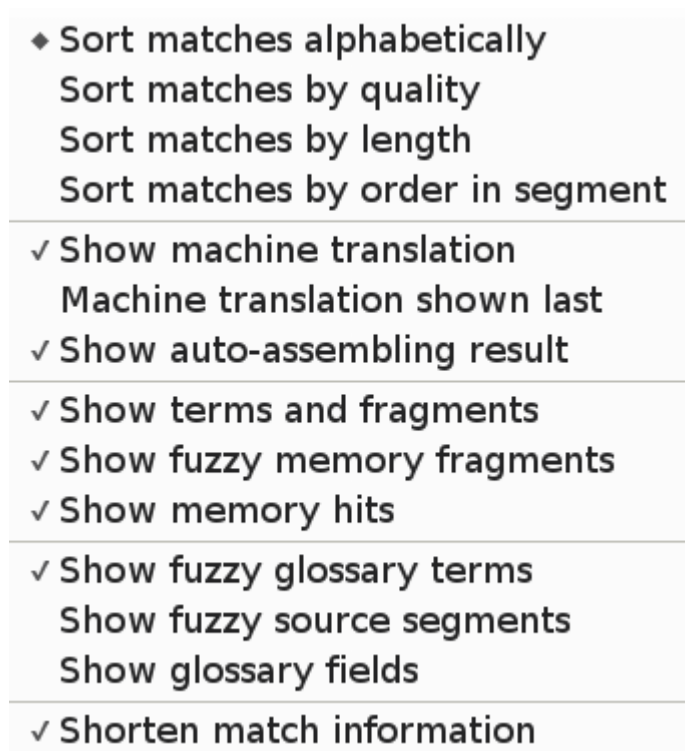 ◆ Sort matches alphabetically
Sort matches by quality
Sort matches by length
Sort matches by order in segment
✓ Show machine translation
Machine translation shown last
✓ Show auto-assembling result
✓ Show terms and fragments
✓ Show fuzzy memory fragments
✓ Show memory hits
✓ Show fuzzy glossary terms
Show fuzzy source segments
Show glossary fields
✓ Shorten match information